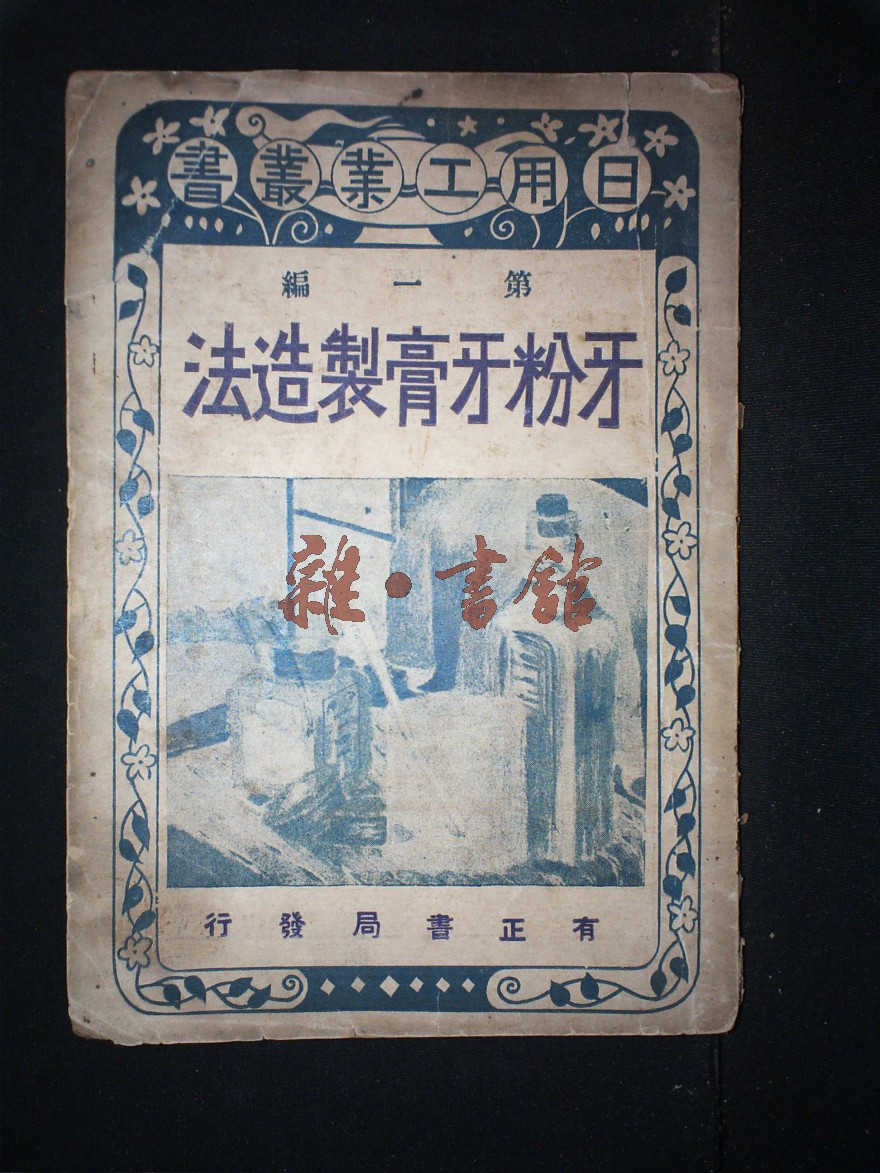 日用工業叢書
第一編
牙粉牙膏製造法
雜·書館
有正書局發行